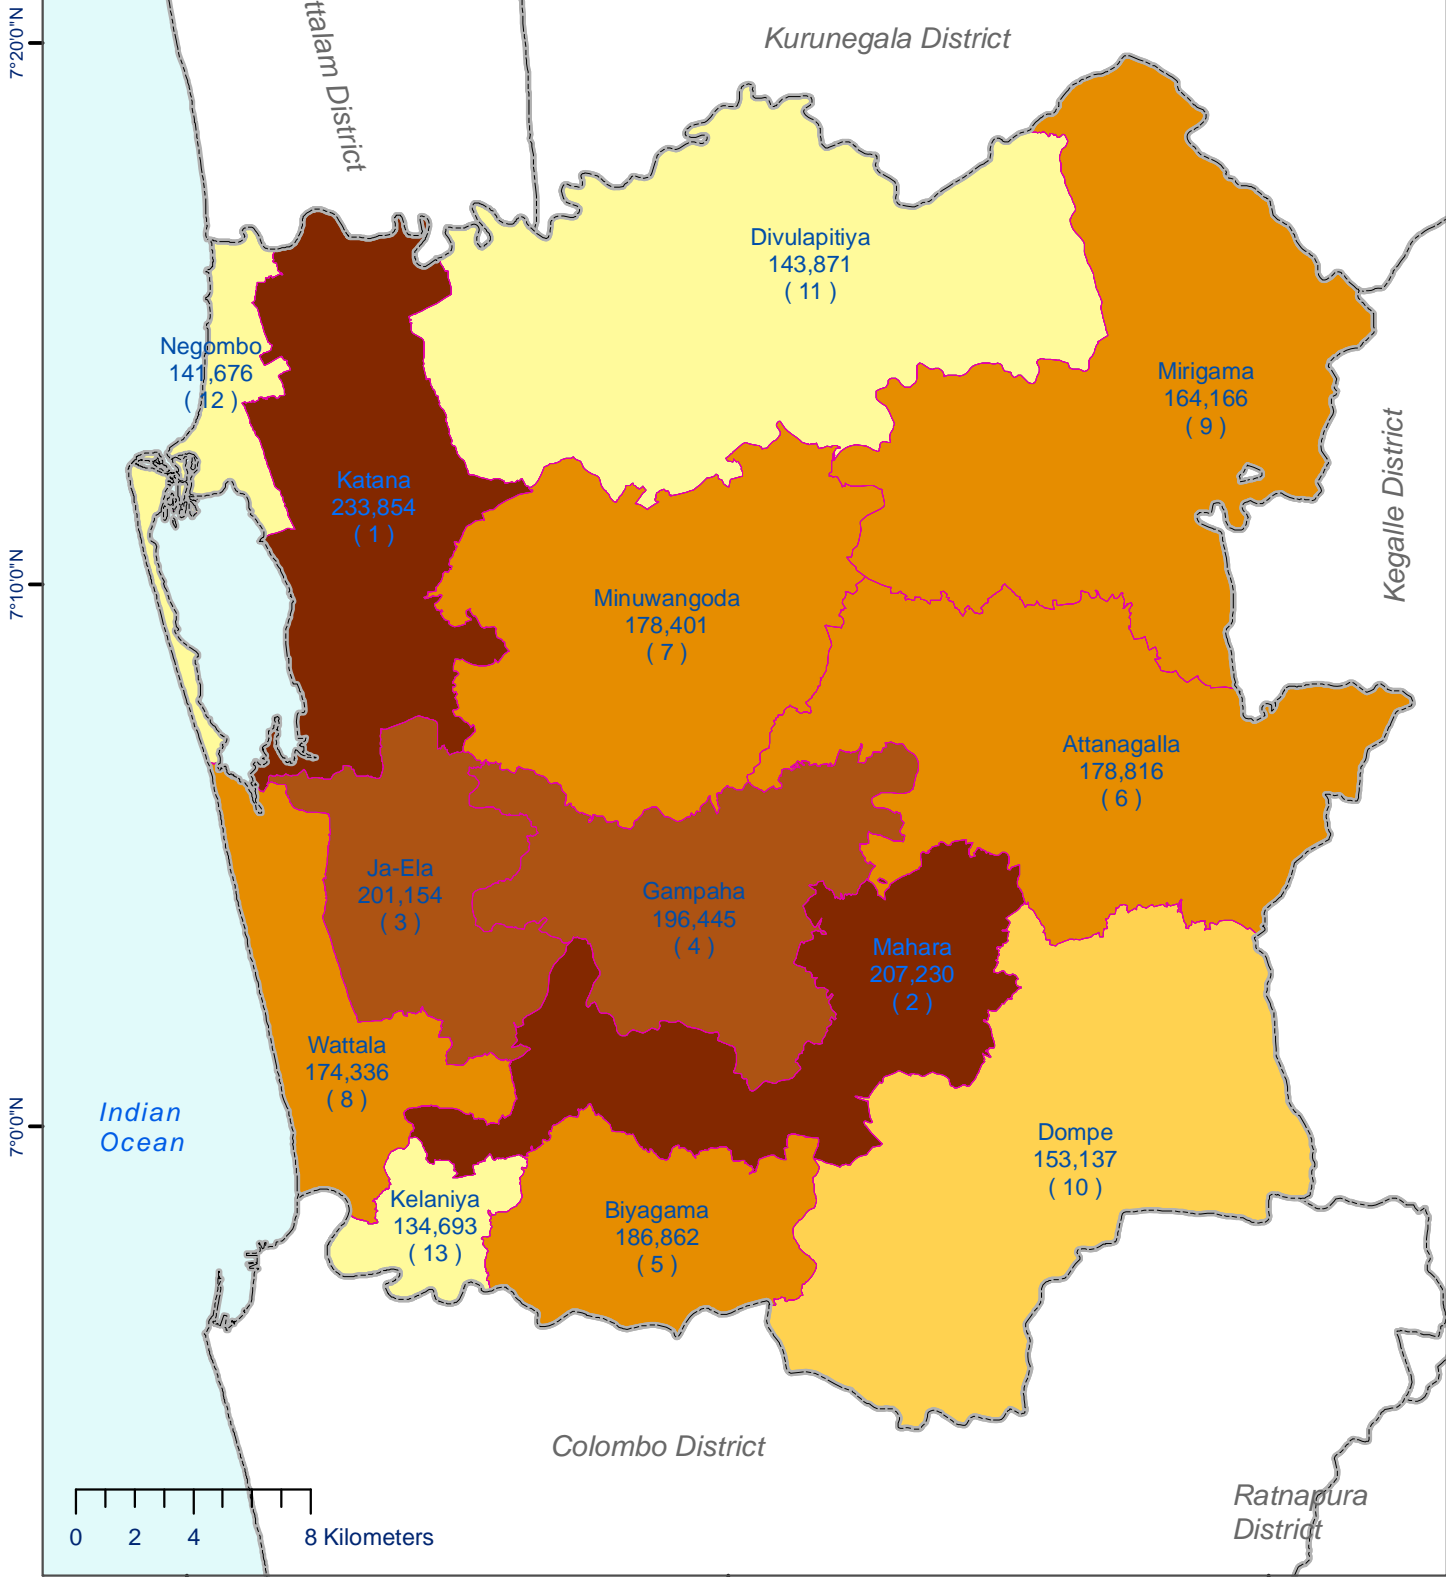 7°20'0"N
ttalam District
Kurunegala District
Divulapitiya
143,871
( 11 )
Negombo
141,676
( 12 )
Mirigama
164,166
( 9 )
Katana
233,854
( 1 )
Kegalle District
7°10'0"N
Minuwangoda
178,401
( 7 )
Attanagalla
178,816
( 6 )
Ja-Ela
201,154
( 3 )
Gampaha
196,445
( 4 )
Mahara
207,230
( 2 )
Wattala
174,336
( 8 )
Indian
Ocean
7°0'0"N
Dompe
153,137
( 10 )
Kelaniya
134,693
( 13 )
Biyagama
186,862
( 5 )
Colombo District
Ratnapura
District
0 2 4 8 Kilometers